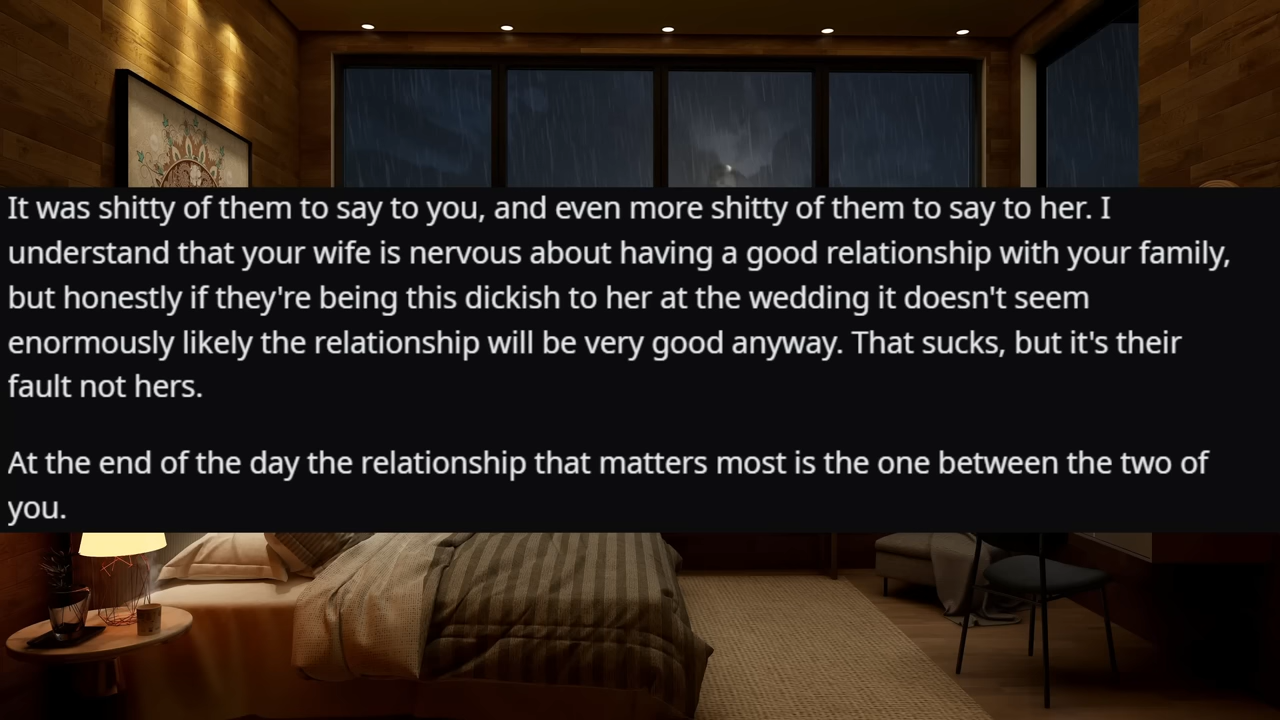 It was shitty of them to say to you, and even more shitty of them to say to her. I
understand that your wife is nervous about having a good relationship with your family,
but honestly if they're being this dickish to her at the wedding it doesn't seem
enormously likely the relationship will be very good anyway. That sucks, but it's their
fault not hers.
At the end of the day the relationship that matters most is the one between the two of
you.